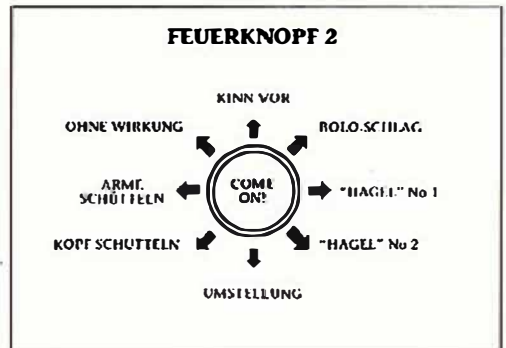 FEUERKNOPF 2
KINN VOR
OHNE WIRKUNG
BOLO-SCHLAG
ARME
SCHÜTTELN
COME
ON!
"HAGEL" No 1
KOPF SCHÜTTELN
"HAGEL" No 2
UMSTELLUNG